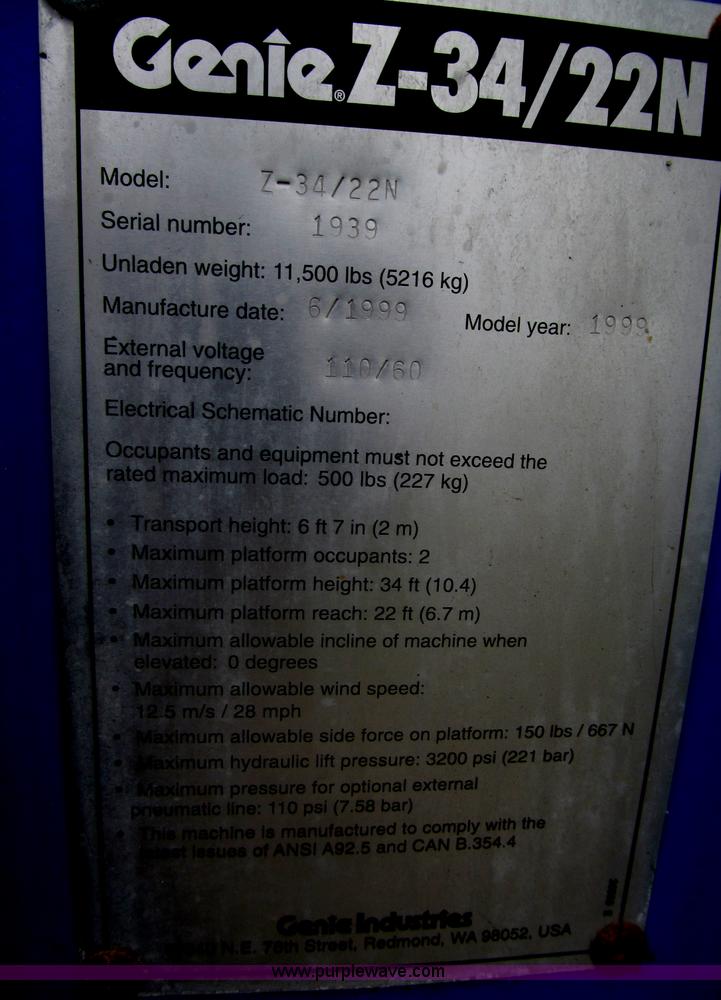 Genie® Z-34/22N
Model: Z-34/22N
Serial number: 1939
Unladen weight: 11,500 lbs (5216 kg)
Manufacture date: 6/1999 Model year: 1999
External voltage
and frequency: 110/60
Electrical Schematic Number:
Occupants and equipment must not exceed the
rated maximum load: 500 lbs (227 kg)
• Transport height: 6 ft 7 in (2 m)
• Maximum platform occupants: 2
• Maximum platform height: 34 ft (10.4)
• Maximum platform reach: 22 ft (6.7 m)
• Maximum allowable incline of machine when
elevated: 0 degrees
• Maximum allowable wind speed:
12.5 m/s / 28 mph
• Maximum allowable side force on platform: 150 lbs / 667 N
• Maximum hydraulic lift pressure: 3200 psi (221 bar)
• Maximum pressure for optional external
pneumatic line: 110 psi (7.58 bar)
• This machine is manufactured to comply with the
latest issues of ANSI A92.5 and CAN B.354.4
Genie Industries
N.E. 76th Street, Redmond, WA 98052, USA
www.purplewave.com